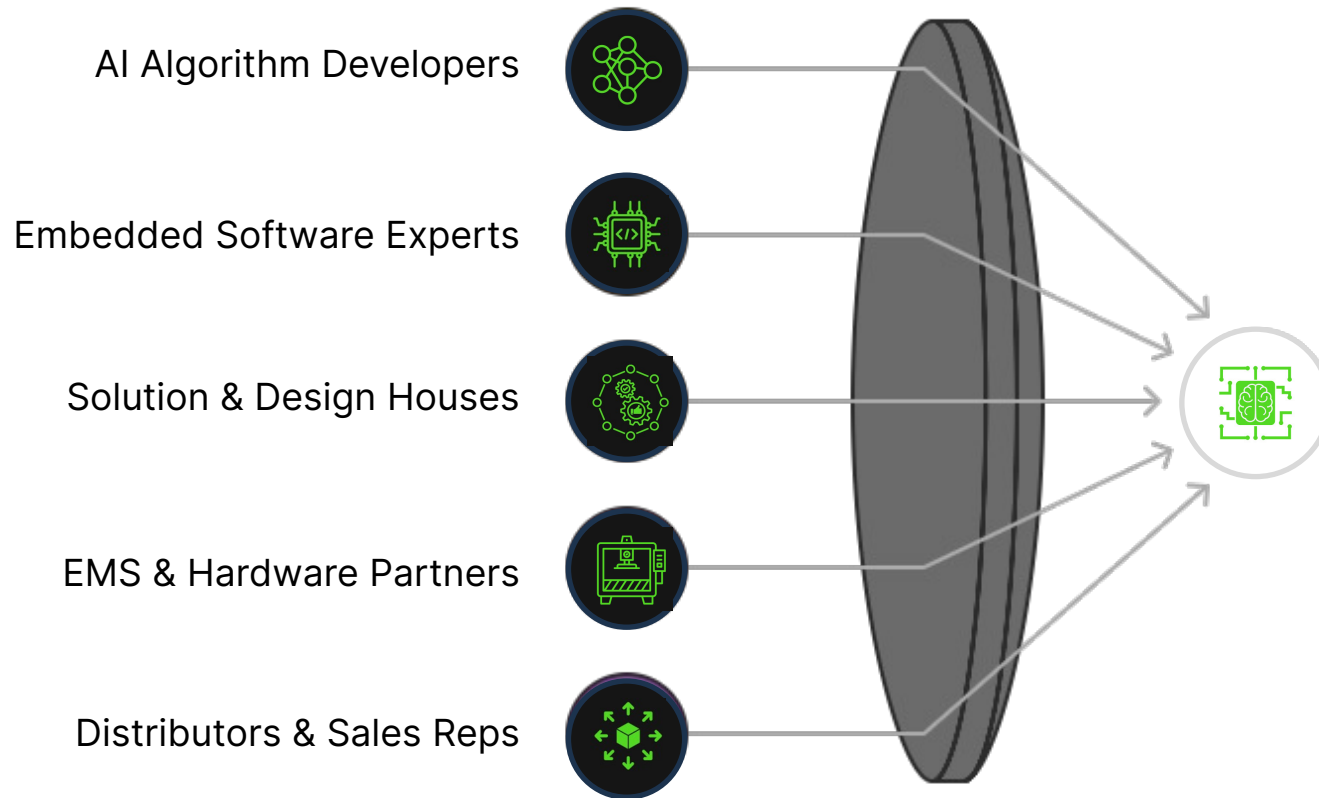 AI Algorithm Developers
Embedded Software Experts
</>
Solution & Design Houses
EMS & Hardware Partners
Distributors & Sales Reps